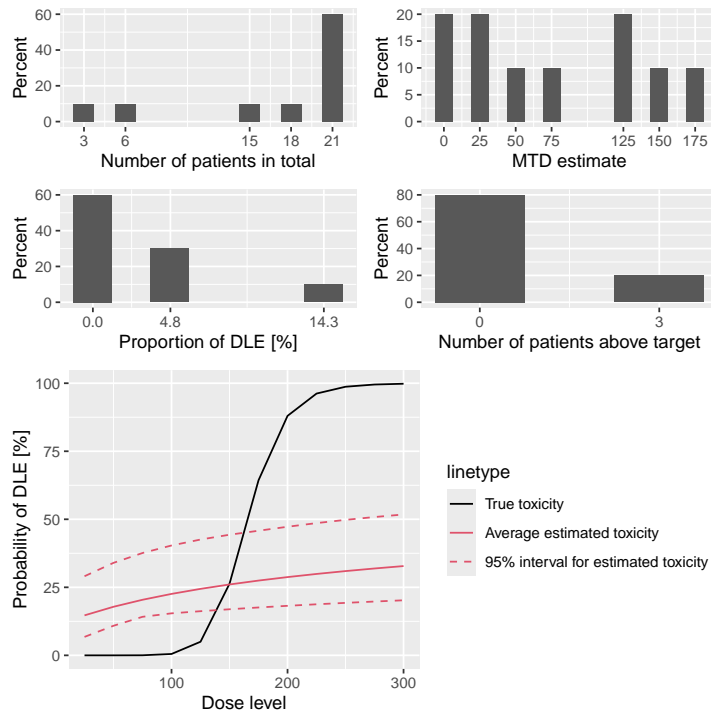 Percent
60
40
20
0
3 6 15 18 21
Number of patients in total
Percent
20
15
10
5
0
0 25 50 75 125 150 175
MTD estimate
Percent
60
40
20
0
0.0 4.8 14.3
Proportion of DLE [%]
Percent
80
60
40
20
0
0 3
Number of patients above target
Probability of DLE [%]
100
75
50
25
0
100 200 300
Dose level
linetype
True toxicity
Average estimated toxicity
95% interval for estimated toxicity